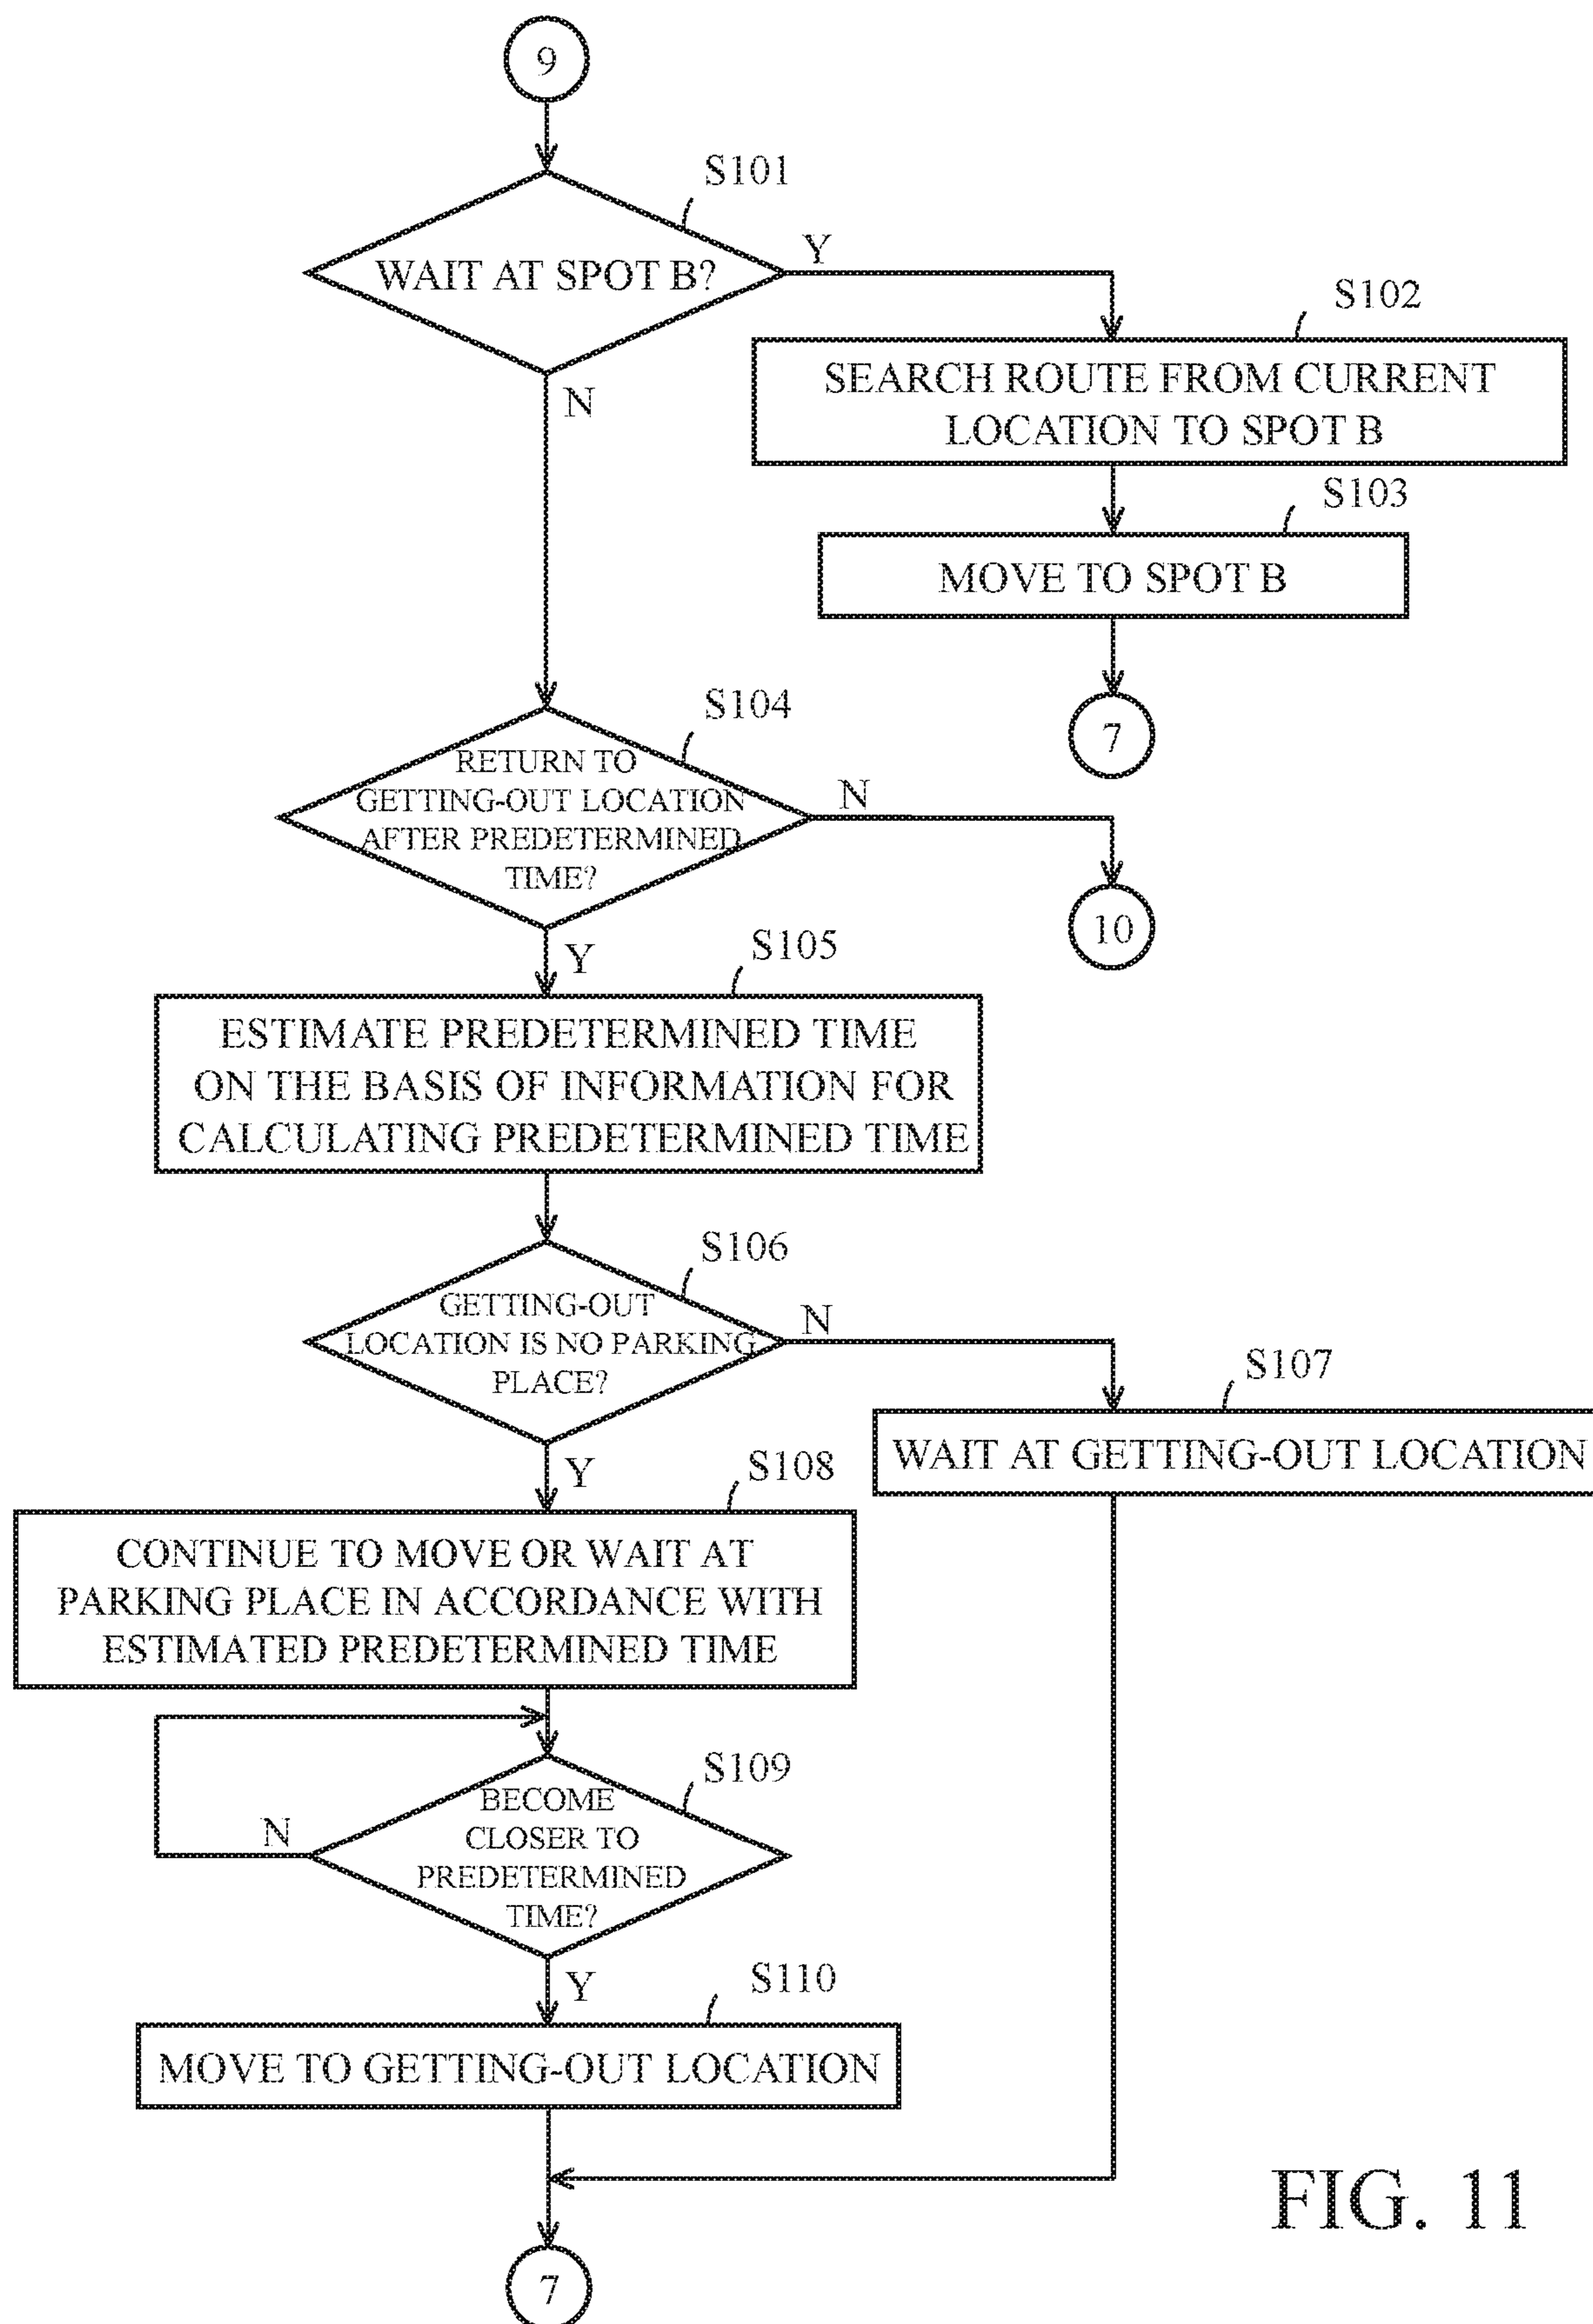 9
S101
WAIT AT SPOT B?
Y
N
S102
SEARCH ROUTE FROM CURRENT
LOCATION TO SPOT B
S103
MOVE TO SPOT B
7
S104
RETURN TO
GETTING-OUT LOCATION
AFTER PREDETERMINED
TIME?
N
10
Y
S105
ESTIMATE PREDETERMINED TIME
ON THE BASIS OF INFORMATION FOR
CALCULATING PREDETERMINED TIME
S106
GETTING-OUT
LOCATION IS NO PARKING
PLACE?
N
S107
WAIT AT GETTING-OUT LOCATION
Y
S108
CONTINUE TO MOVE OR WAIT AT
PARKING PLACE IN ACCORDANCE WITH
ESTIMATED PREDETERMINED TIME
S109
BECOME
CLOSER TO
PREDETERMINED
TIME?
N
Y
S110
MOVE TO GETTING-OUT LOCATION
7
FIG. 11